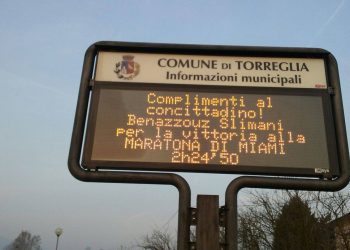 COMUNE DI TORREGLIA
Informazioni municipali
Complimenti al
concittadino!
Benazzouz Slimani
per la vittoria alla
MARATONA DI MIAMI
2h24'50